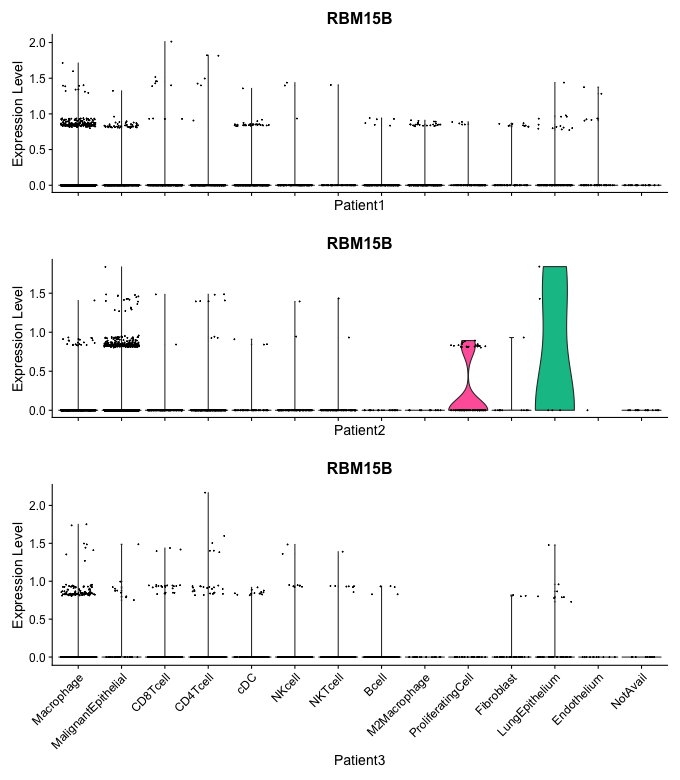 RBM15B
Expression Level
2.0
1.5
1.0
0.5
0.0
Patient1
RBM15B
Expression Level
1.5
1.0
0.5
0.0
Patient2
RBM15B
Expression Level
2.0
1.5
1.0
0.5
0.0
Macrophage
MalignantEpithelial
CD8Tcell
CD4Tcell
cDC
NKcell
NKTcell
Bcell
M2Macrophage
ProliferatingCell
Fibroblast
LungEpithelium
Endothelium
NotAvail
Patient3